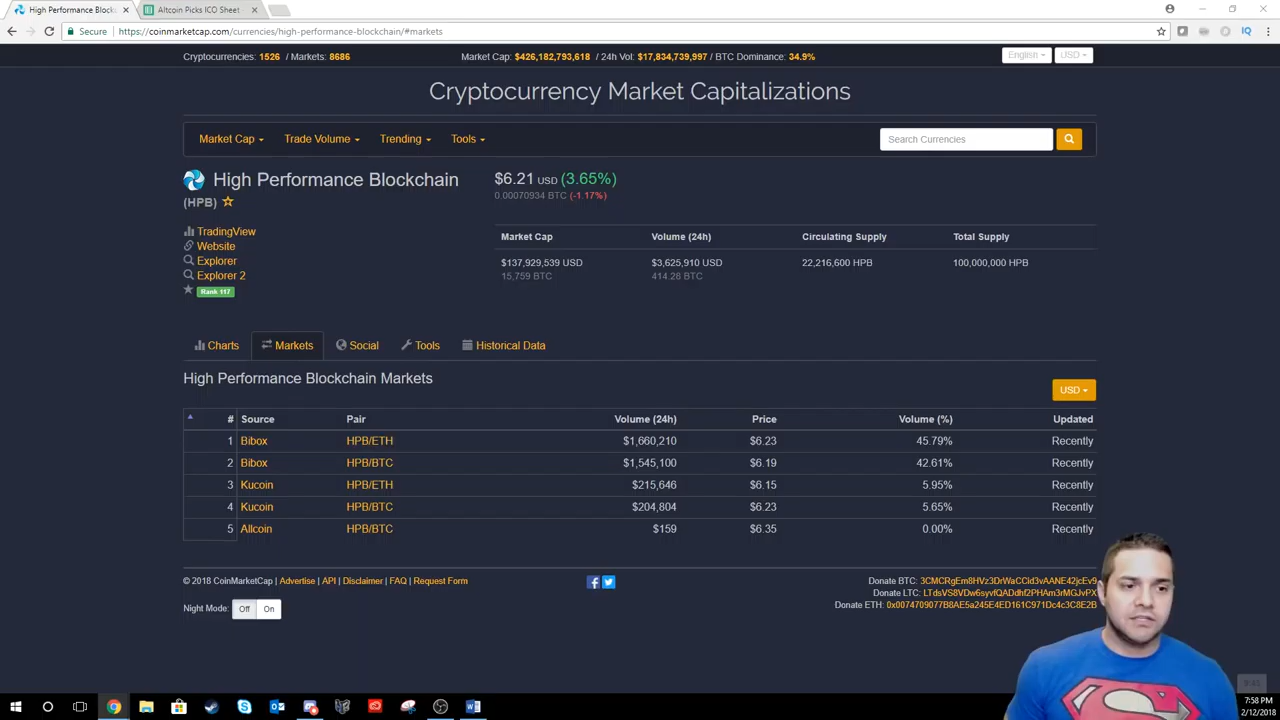 High Performance Blockc
Altcoin Picks ICO Sheet
Secure
https://coinmarketcap.com/currencies/high-performance-blockchain/#markets
Cryptocurrencies: 1526 / Markets: 8686
Market Cap: $426,182,793,618 / 24h Vol: $17,834,739,997 / BTC Dominance: 34.9%
English
USD
Cryptocurrency Market Capitalizations
Market Cap
Trade Volume
Trending
Tools
Search Currencies
High Performance Blockchain
(HPB)
$6.21 USD (3.65%)
0.00070934 BTC (-1.17%)
TradingView
Website
Explorer
Explorer 2
Rank 117
Market Cap Volume (24h) Circulating Supply Total Supply
$137,929,539 USD $3,625,910 USD 22,216,600 HPB 100,000,000 HPB
15,759 BTC 414.28 BTC
Charts Markets Social Tools Historical Data
High Performance Blockchain Markets
USD
# Source Pair Volume (24h) Price Volume (%) Updated
1 Bibox HPB/ETH $1,660,210 $6.23 45.79% Recently
2 Bibox HPB/BTC $1,545,100 $6.19 42.61% Recently
3 Kucoin HPB/ETH $215,646 $6.15 5.95% Recently
4 Kucoin HPB/BTC $204,804 $6.23 5.65% Recently
5 Allcoin HPB/BTC $159 $6.35 0.00% Recently
© 2018 CoinMarketCap | Advertise | API | Disclaimer | FAQ | Request Form
Donate BTC:
Donate LTC:
Donate ETH:
Night Mode: Off On
7:58 PM
2/12/2018